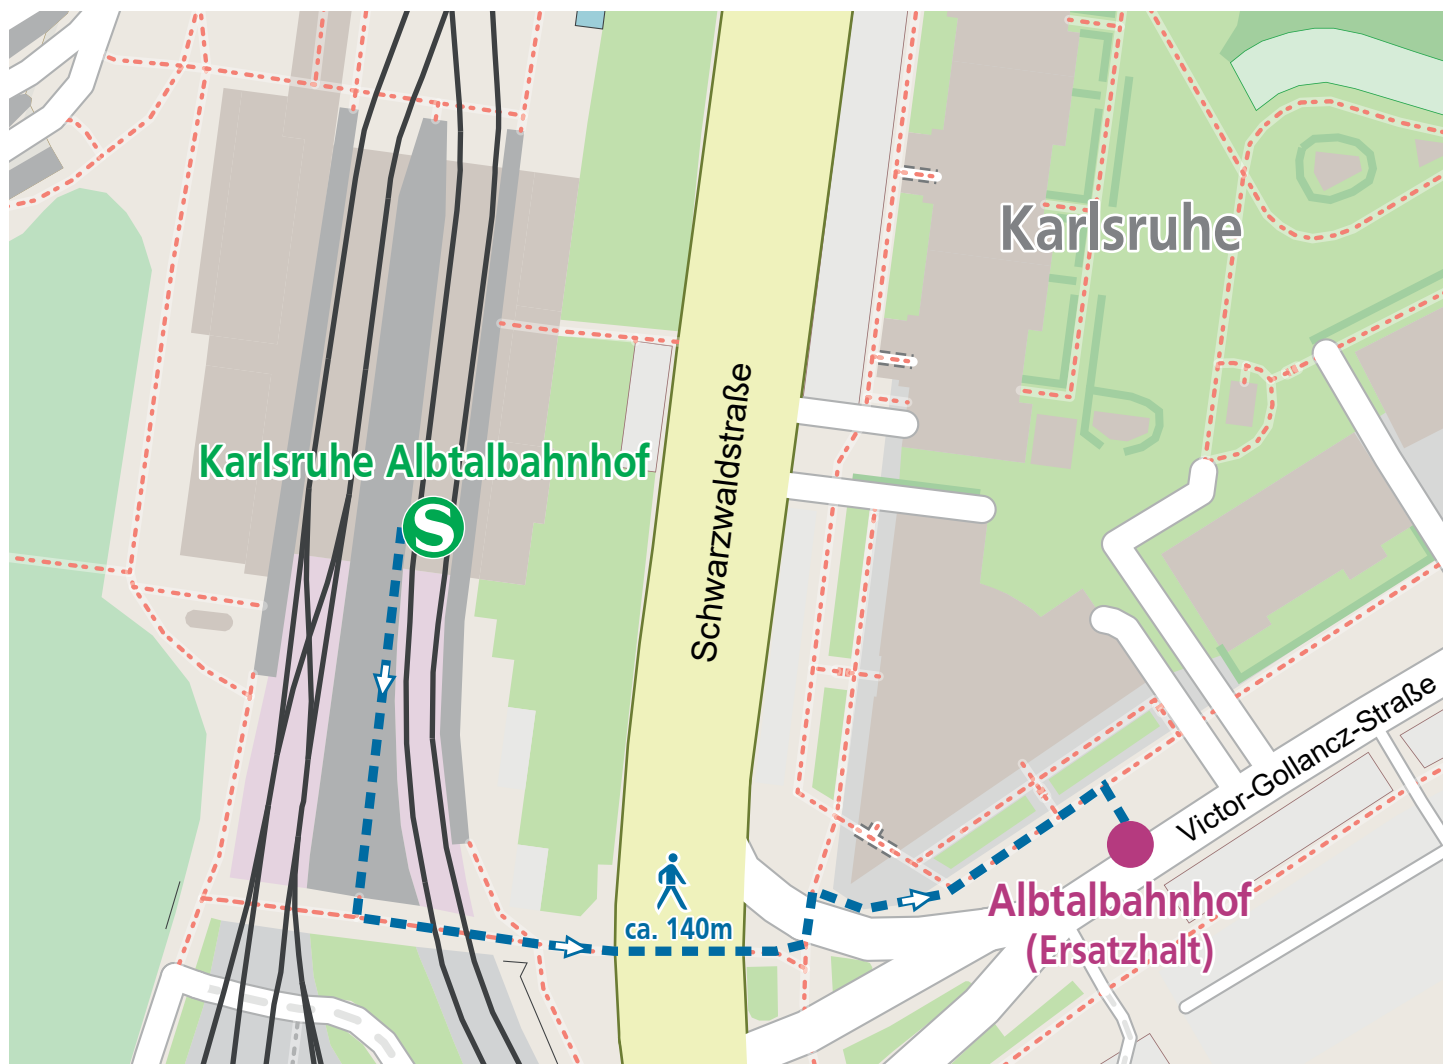 Karlsruhe
Karlsruhe Albtalbahnhof
S
Schwarzwaldstraße
Victor-Gollancz-Straße
ca. 140m
Albtalbahnhof
(Ersatzhalt)